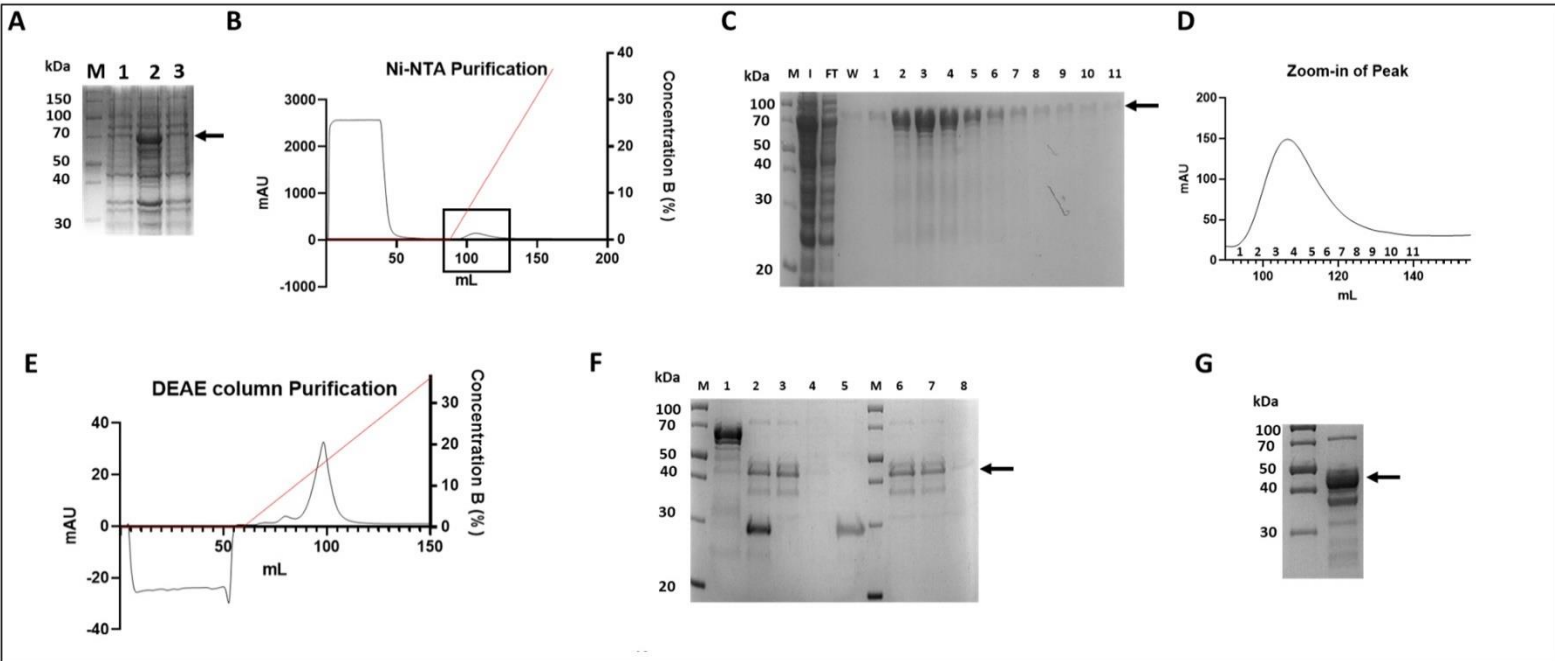 A
kDa M 1 2 3
150
100
70
50
40
30
B
Ni-NTA Purification
3000
2000
1000
0
-1000
mAU
50 100 150 200
mL
40
30
20
10
0
Concentration B (%)
C
kDa M I FT W 1 2 3 4 5 6 7 8 9 10 11
100
70
50
40
30
20
D
Zoom-in of Peak
200
150
100
50
0
mAU
1 2 3 4 5 6 7 8 9 10 11
100 120 140
mL
E
DEAE column Purification
40
20
0
-20
-40
mAU
50 100 150
mL
30
20
10
0
Concentration B (%)
F
kDa M 1 2 3 4 5 M 6 7 8
100
70
50
40
30
20
G
kDa
100
70
50
40
30